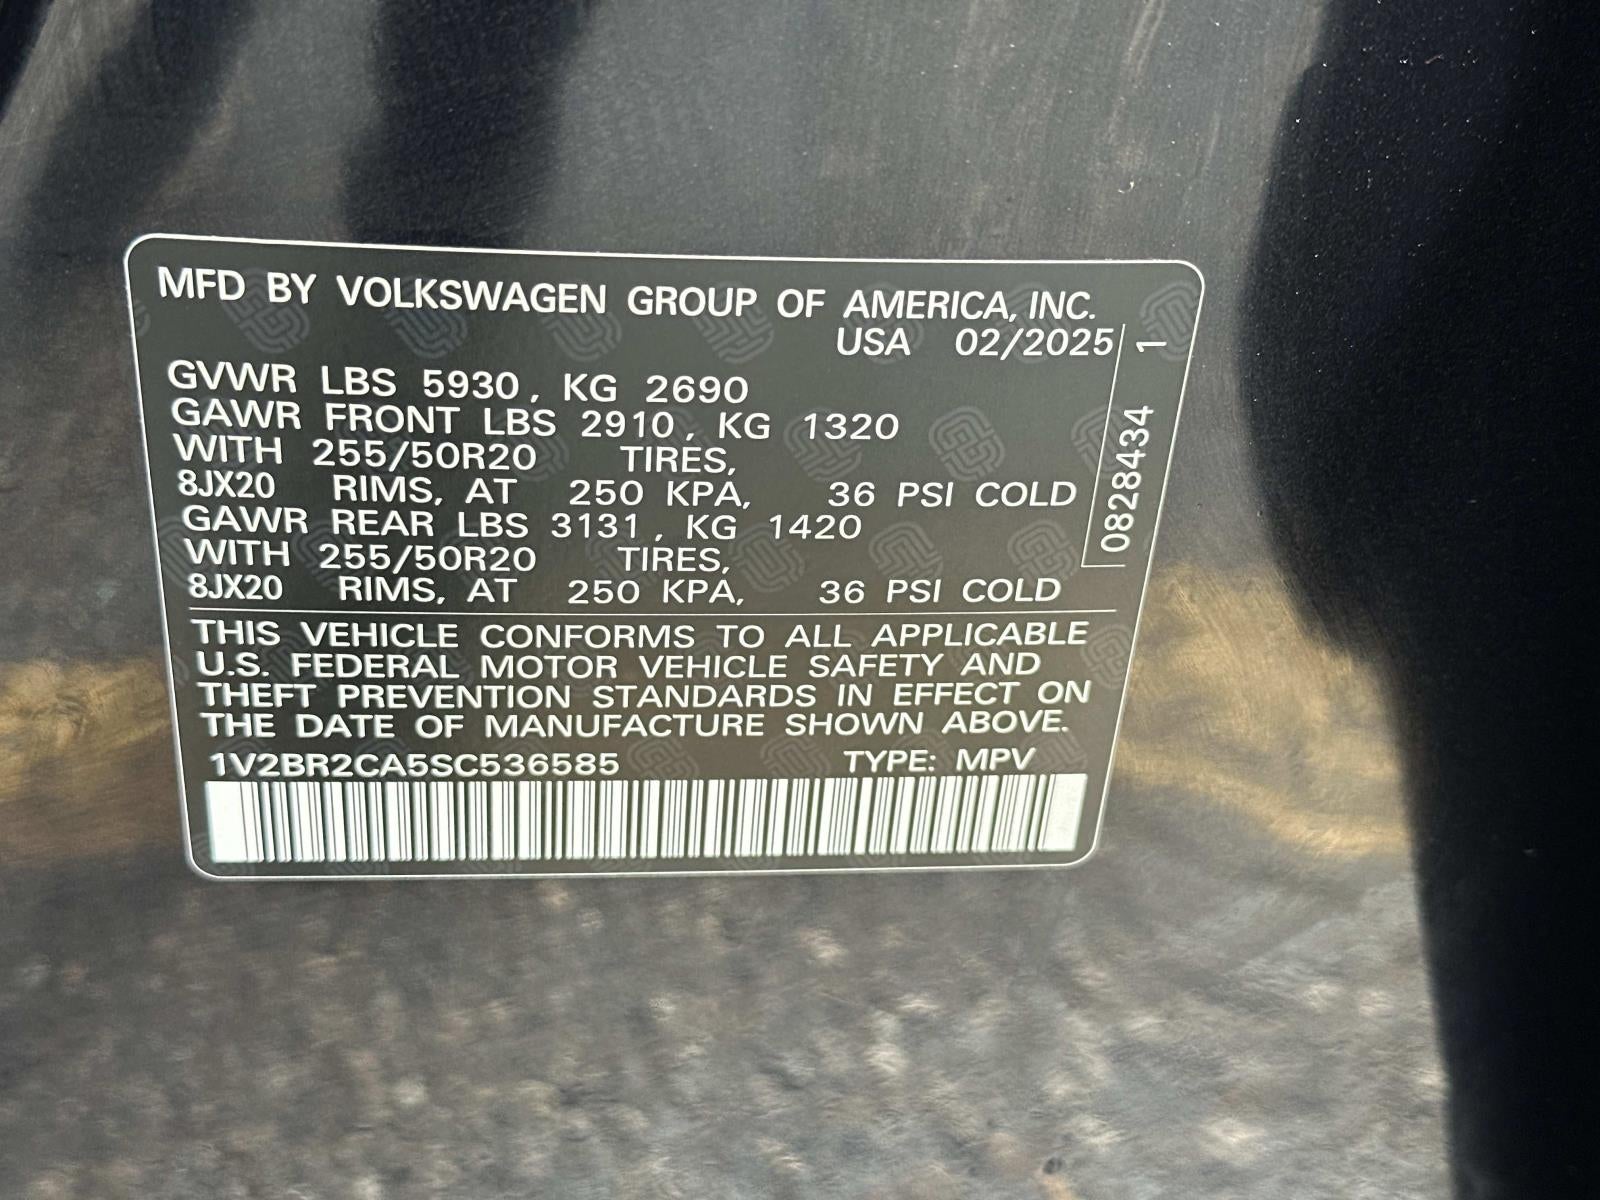 MFD BY VOLKSWAGEN GROUP OF AMERICA, INC.
USA 02/2025
GVWR LBS 5930, KG 2690
GAWR FRONT LBS 2910, KG 1320
WITH 255/50R20 TIRES,
8JX20 RIMS, AT 250 KPA, 36 PSI COLD
GAWR REAR LBS 3131, KG 1420
WITH 255/50R20 TIRES,
8JX20 RIMS, AT 250 KPA, 36 PSI COLD
THIS VEHICLE CONFORMS TO ALL APPLICABLE
U.S. FEDERAL MOTOR VEHICLE SAFETY AND
THEFT PREVENTION STANDARDS IN EFFECT ON
THE DATE OF MANUFACTURE SHOWN ABOVE.
1V2BR2CA5SC536585 TYPE: MPV
0828434 1